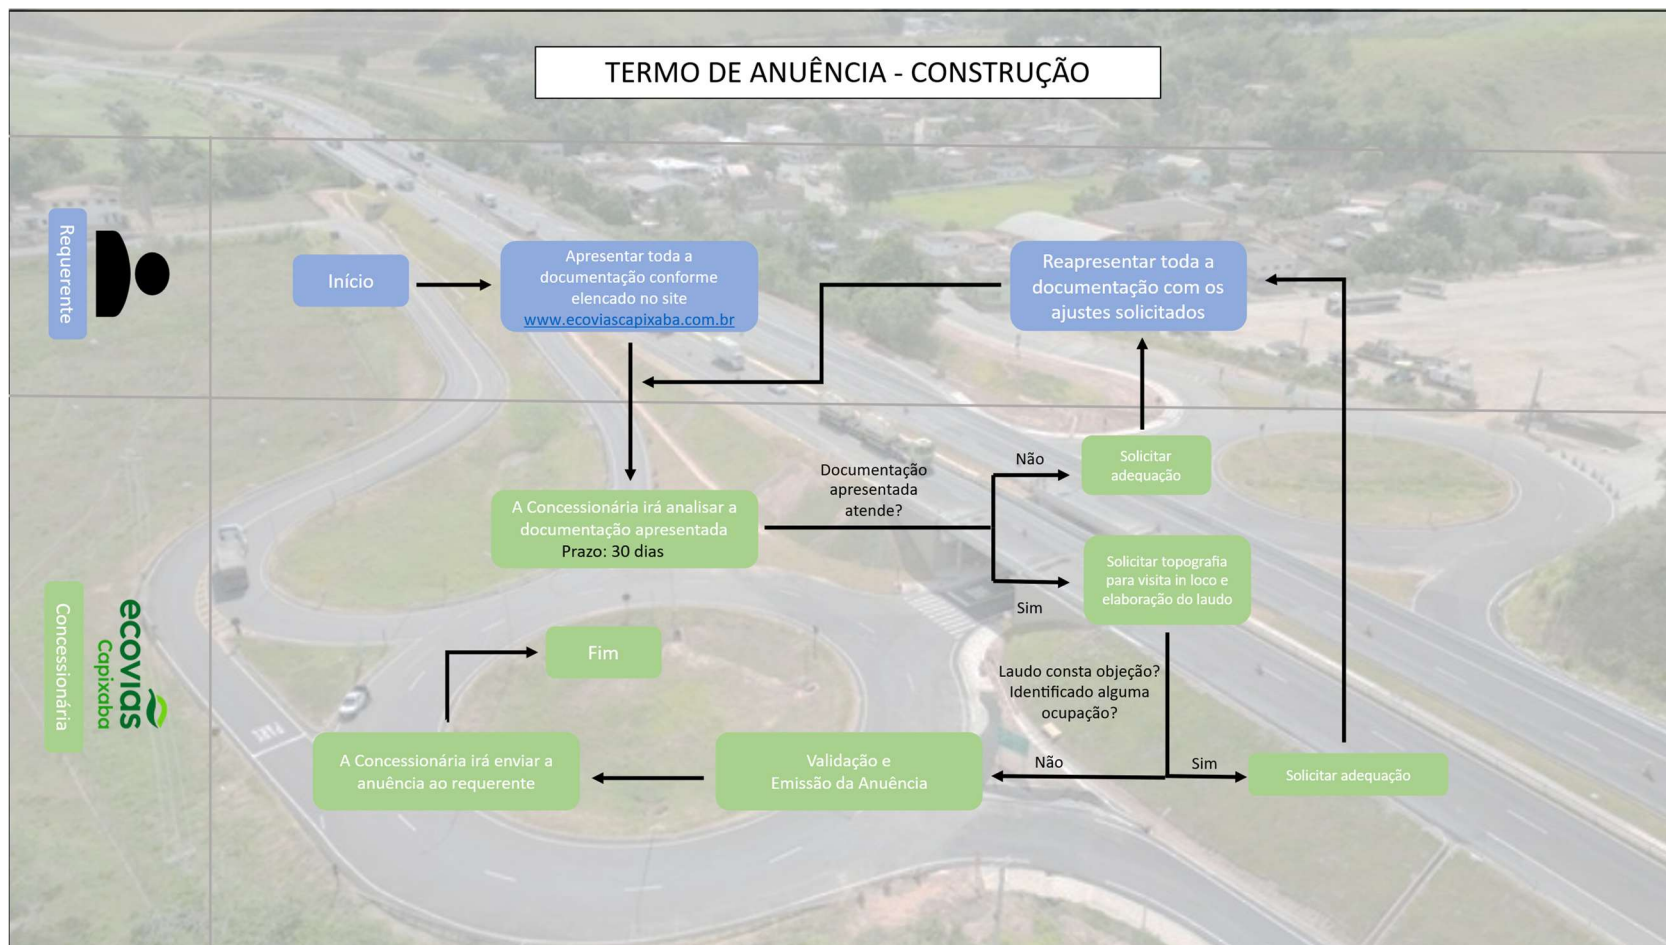 TERMO DE ANUÊNCIA - CONSTRUÇÃO
Requerente
Início
Apresentar toda a
documentação conforme
elencado no site
www.ecoviascapixaba.com.br
Reapresentar toda a
documentação com os
ajustes solicitados
Concessionária
ecovias
Capixaba
A Concessionária irá analisar a
documentação apresentada
Prazo: 30 dias
Documentação
apresentada
atende?
Não
Solicitar
adequação
Sim
Solicitar topografia
para visita in loco e
elaboração do laudo
Laudo consta objeção?
Identificado alguma
ocupação?
Sim
Solicitar adequação
Não
Validação e
Emissão da Anuência
A Concessionária irá enviar a
anuência ao requerente
Fim
PARE